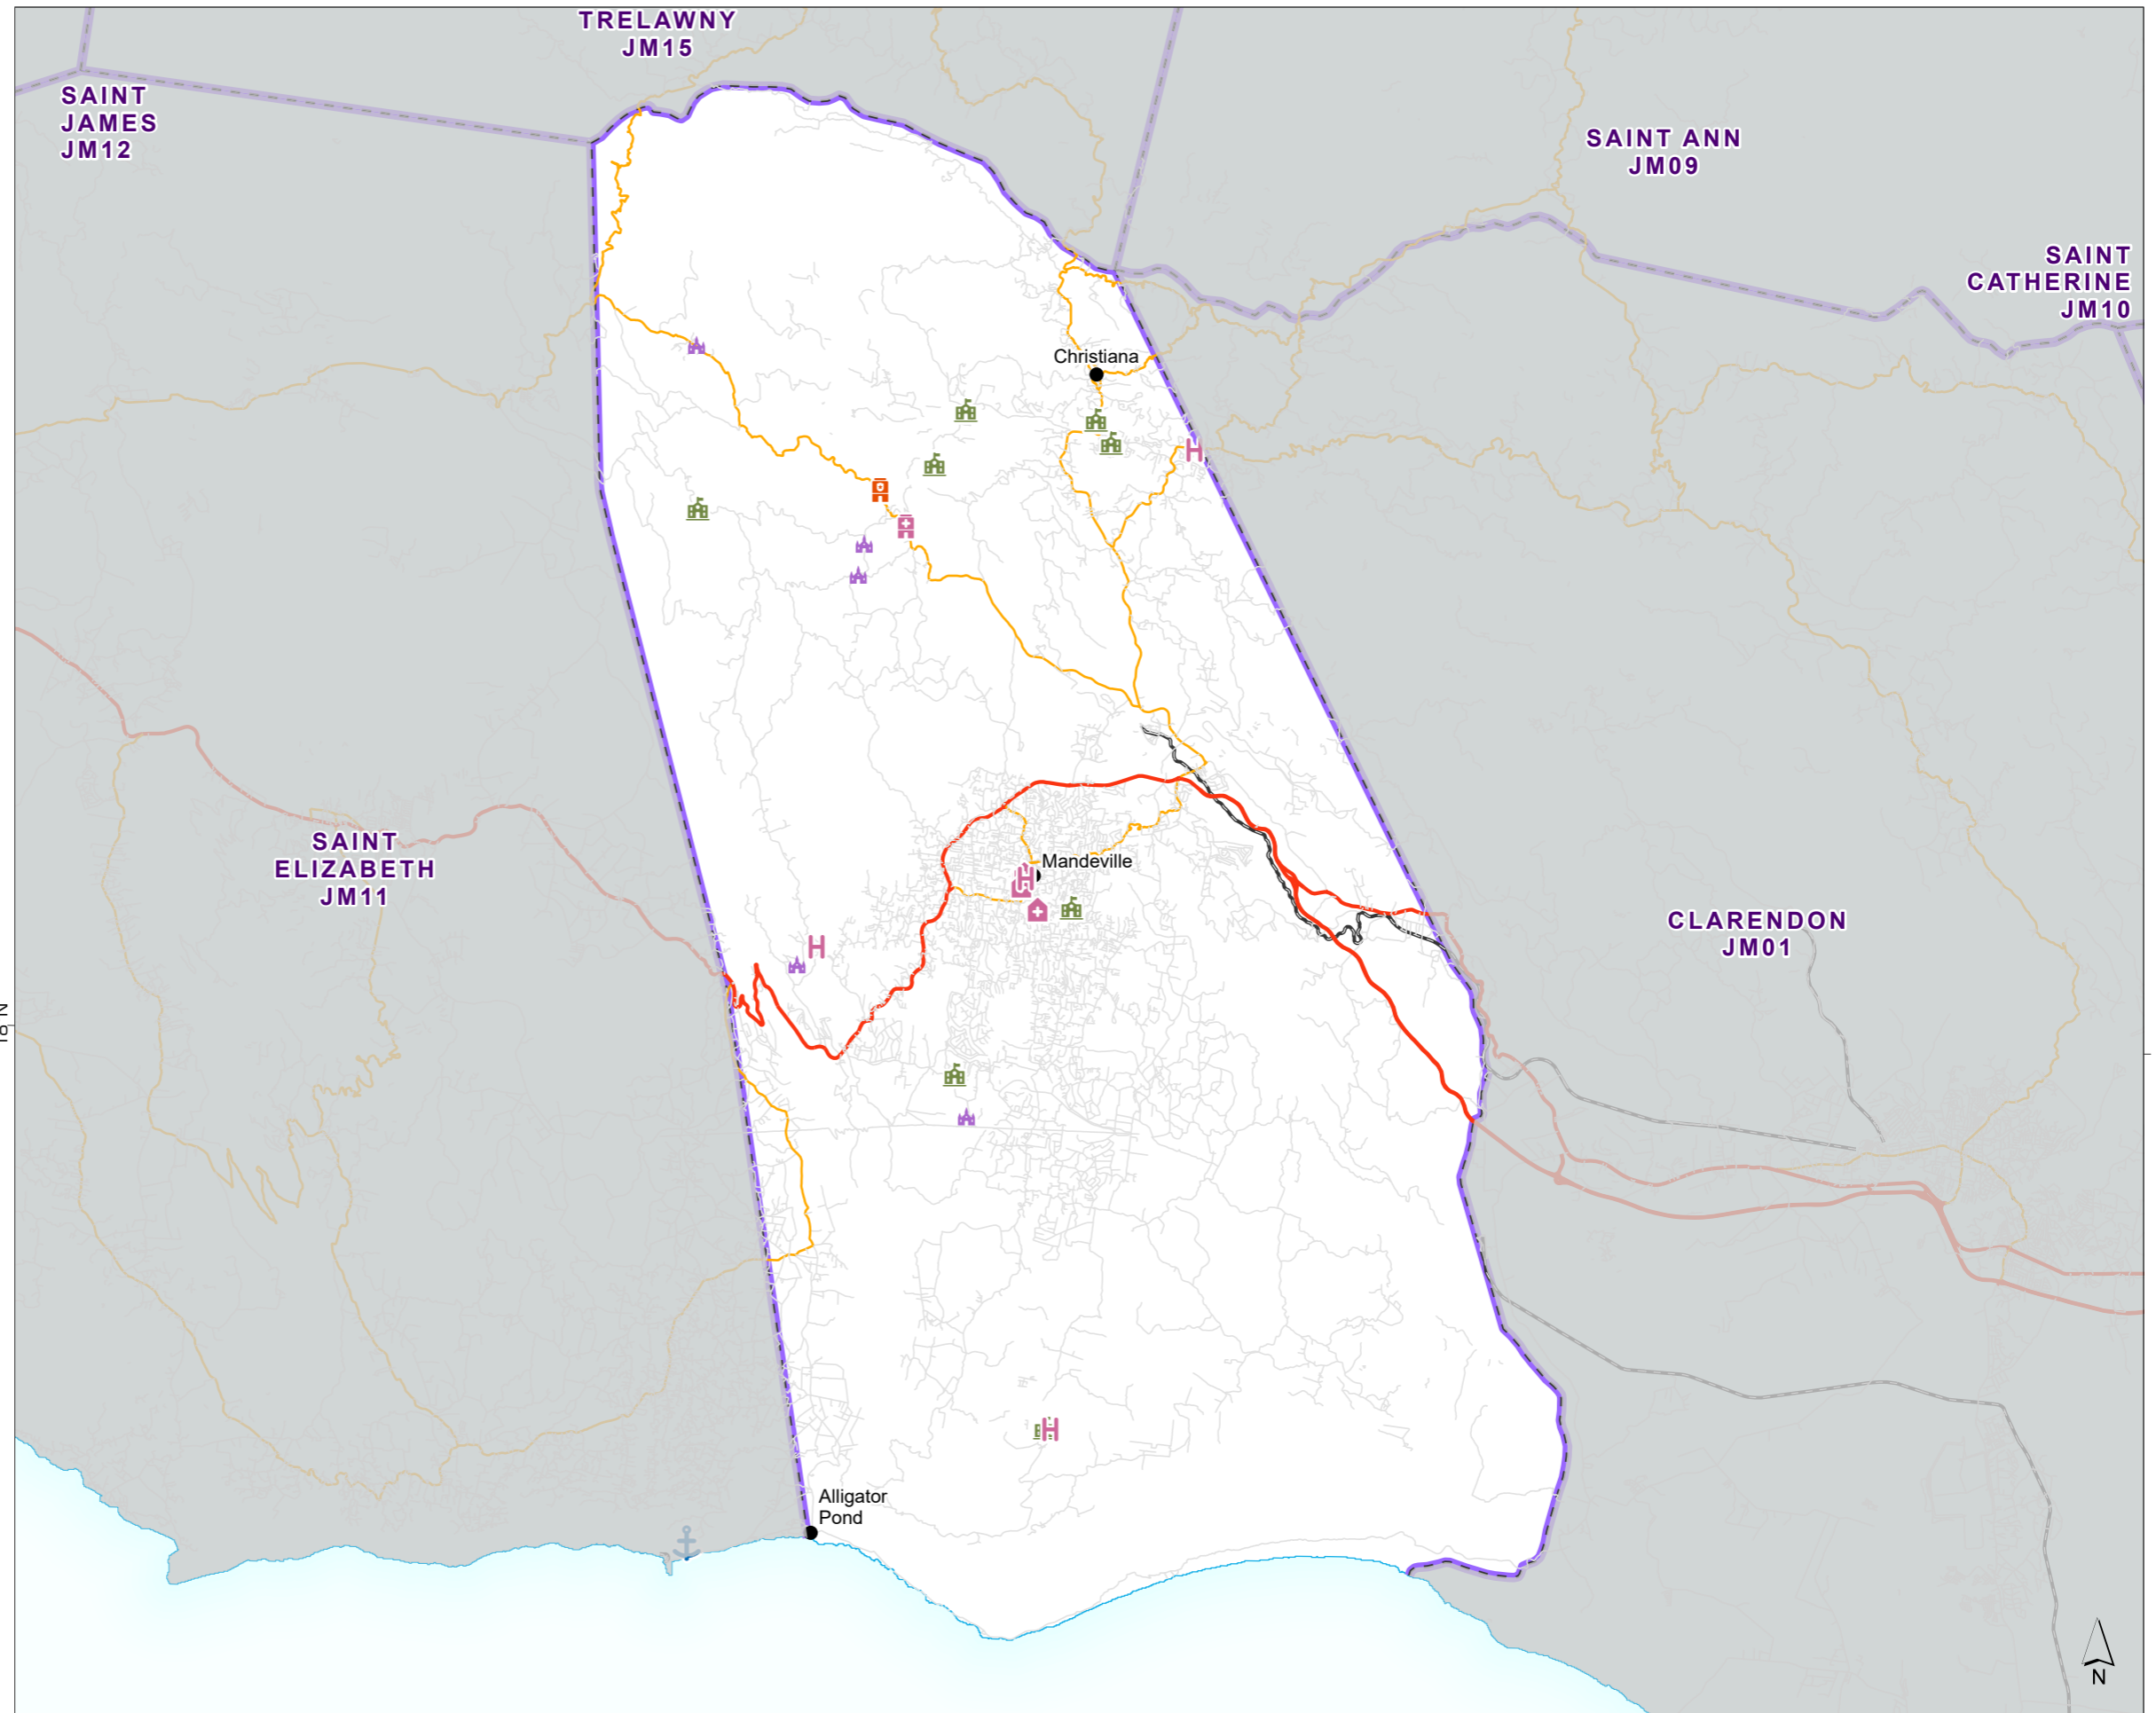 TRELAWNY
JM15
SAINT
JAMES
JM12
SAINT ANN
JM09
SAINT
CATHERINE
JM10
Christiana
H
SAINT
ELIZABETH
JM11
Mandeville
H
H
CLARENDON
JM01
H
Alligator
Pond
N